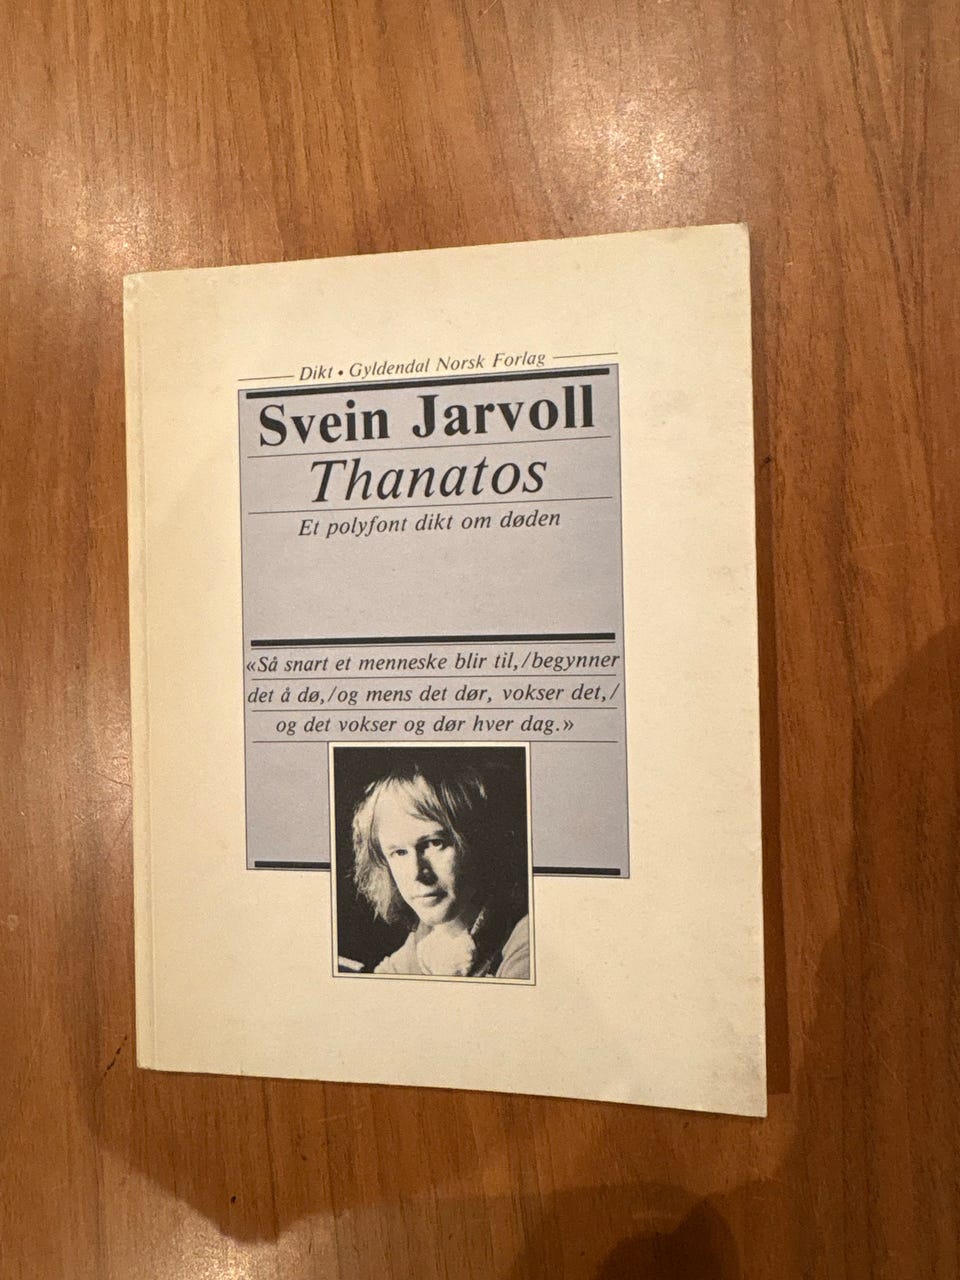 Dikt • Gyldendal Norsk Forlag
Svein Jarvoll
Thanatos
Et polyfont dikt om døden
«Så snart et menneske blir til,/begynner
det å dø,/og mens det dør, vokser det,/
og det vokser og dør hver dag.»